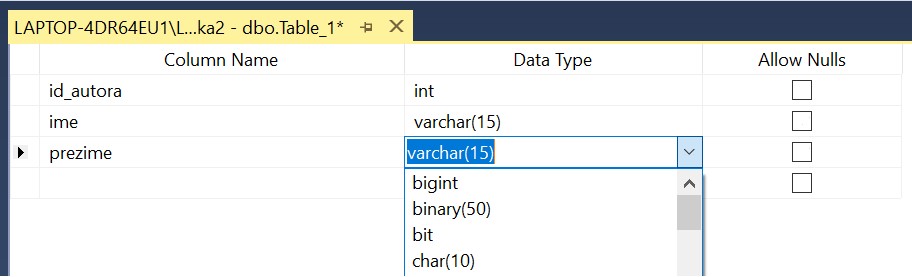 LAPTOP-4DR64EU1\L...ka2 - dbo.Table_1*
Column Name Data Type Allow Nulls
id_autora int
ime varchar(15)
prezime varchar(15)
bigint
binary(50)
bit
char(10)